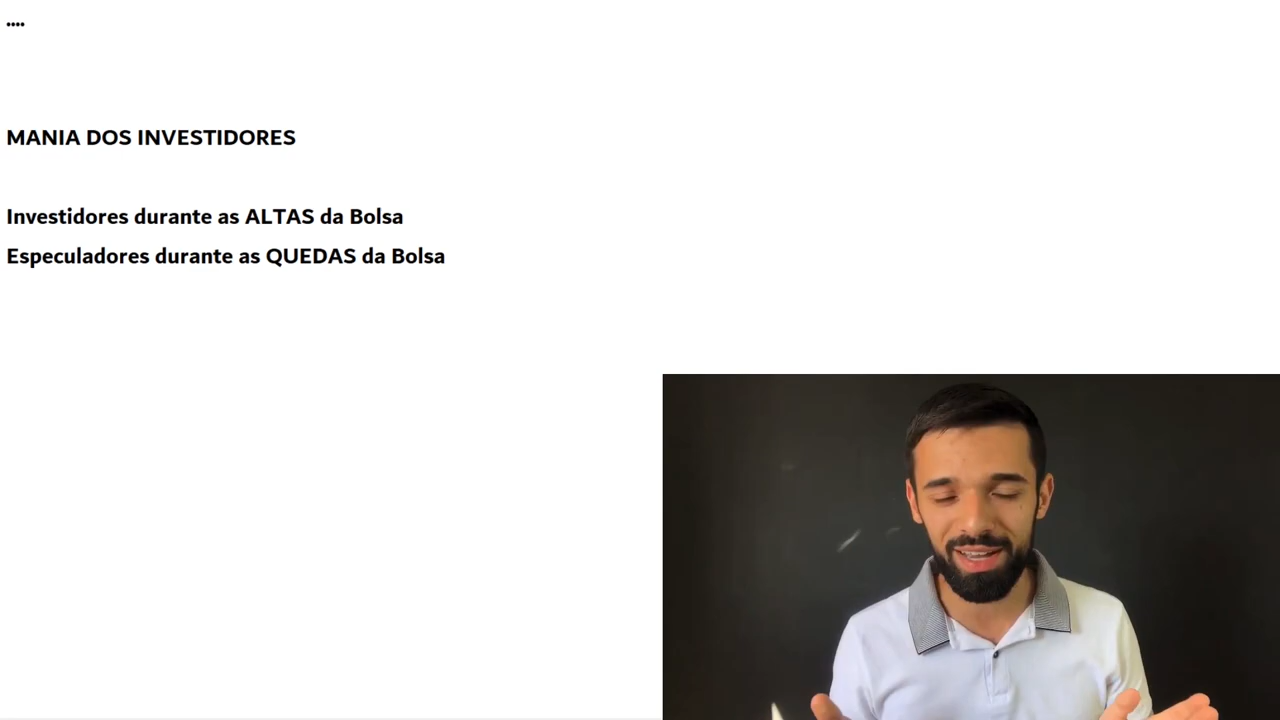 ....
MANIA DOS INVESTIDORES
Investidores durante as ALTAS da Bolsa
Especuladores durante as QUEDAS da Bolsa